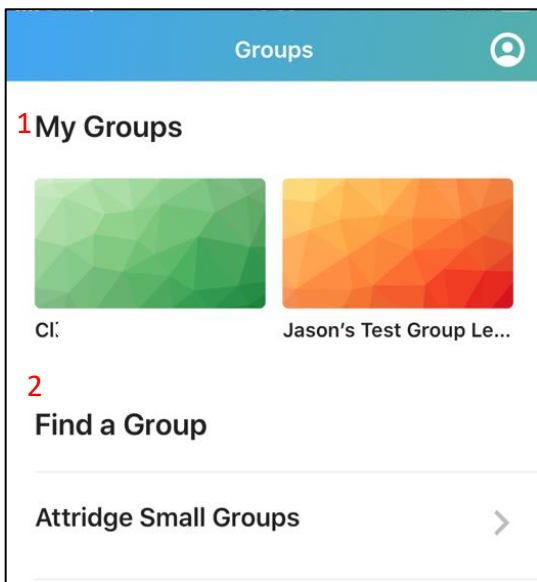 Groups
1 My Groups
Jason's Test Group Le...
2
Find a Group
Attridge Small Groups